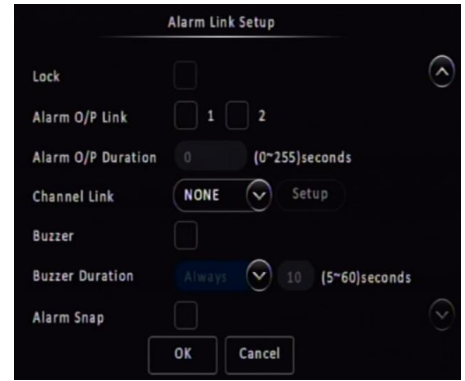 Alarm Link Setup
Lock
Alarm O/P Link 1 2
Alarm O/P Duration 0 (0~255)seconds
Channel Link NONE Setup
Buzzer
Buzzer Duration Always 10 (5~60)seconds
Alarm Snap
OK Cancel